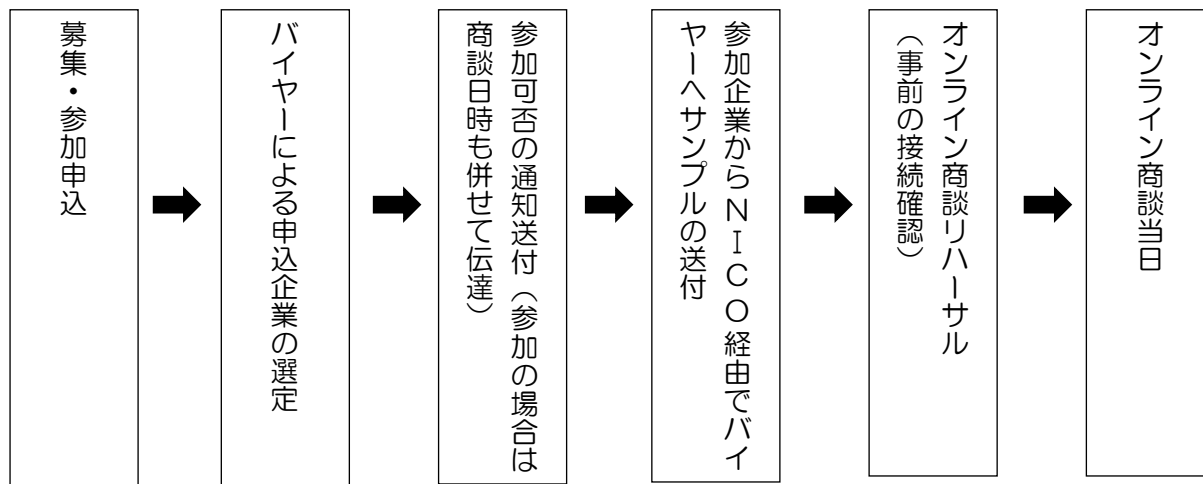 募集・参加申込
バイヤーによる申込企業の選定
参加可否の通知送付（参加の場合は
商談日時も併せて伝達）
参加企業からＮＩＣＯ経由でバイ
ヤーへサンプルの送付
オンライン商談リハーサル
（事前の接続確認）
オンライン商談当日